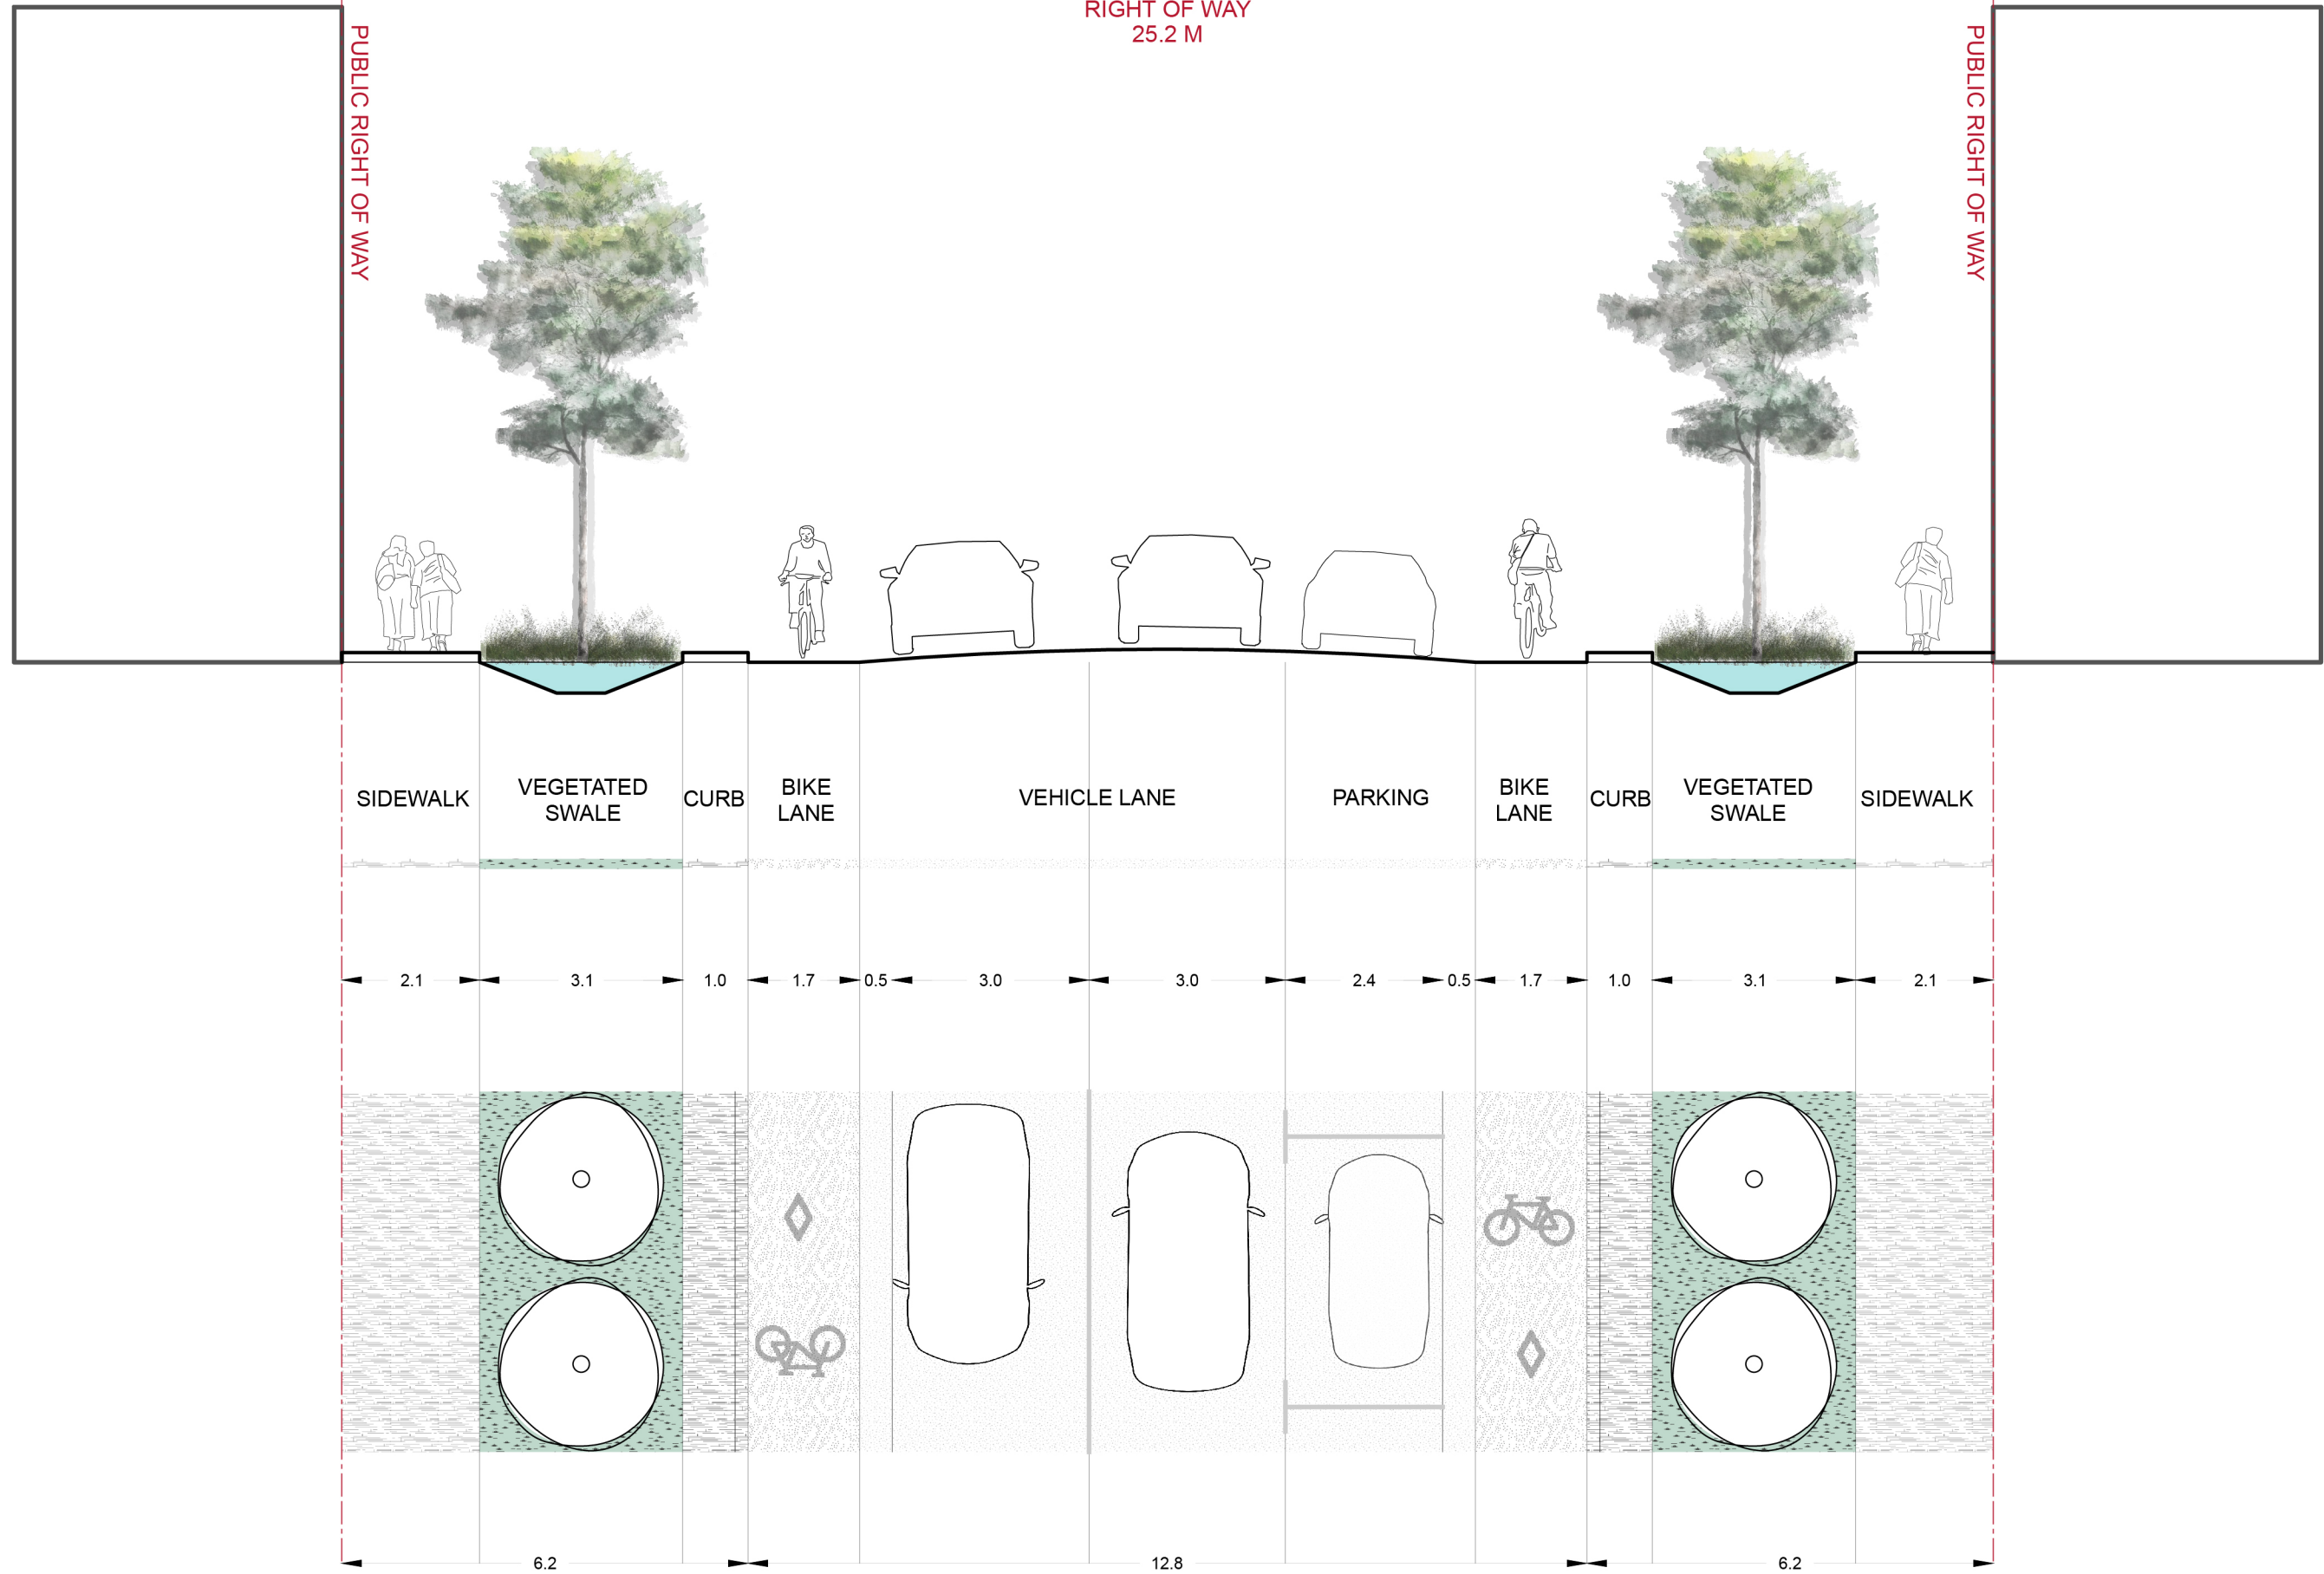 RIGHT OF WAY
25.2 M
PUBLIC RIGHT OF WAY
PUBLIC RIGHT OF WAY
SIDEWALK
VEGETATED
SWALE
CURB
BIKE
LANE
VEHICLE LANE
PARKING
BIKE
LANE
CURB
VEGETATED
SWALE
SIDEWALK
2.1 3.1 1.0 1.7 0.5 3.0 3.0 2.4 0.5 1.7 1.0 3.1 2.1
6.2 12.8 6.2